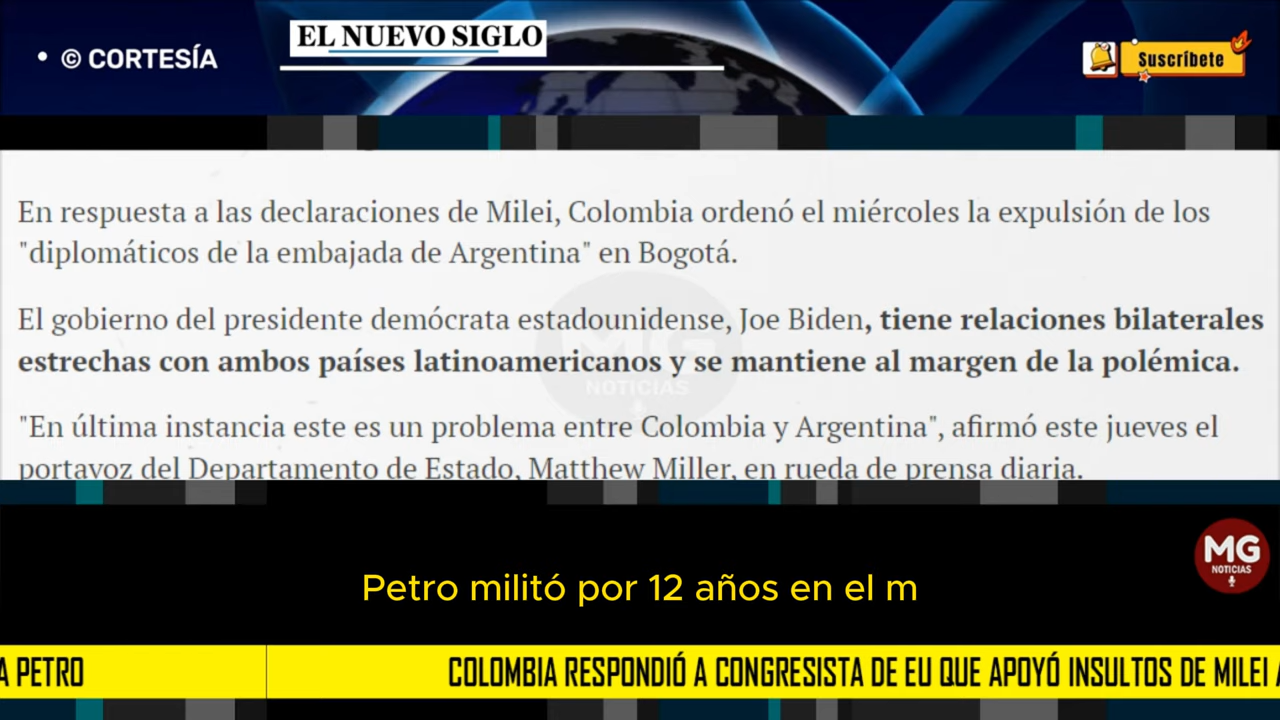 • © CORTESÍA
EL NUEVO SIGLO
Suscríbete
En respuesta a las declaraciones de Milei, Colombia ordenó el miércoles la expulsión de los
"diplomáticos de la embajada de Argentina" en Bogotá.
El gobierno del presidente demócrata estadounidense, Joe Biden, tiene relaciones bilaterales
estrechas con ambos países latinoamericanos y se mantiene al margen de la polémica.
"En última instancia este es un problema entre Colombia y Argentina", afirmó este jueves el
portavoz del Departamento de Estado, Matthew Miller, en rueda de prensa diaria.
MG
NOTICIAS
MG
NOTICIAS
Petro militó por 12 años en el m
A PETRO
COLOMBIA RESPONDIÓ A CONGRESISTA DE EU QUE APOYÓ INSULTOS DE MILEI A